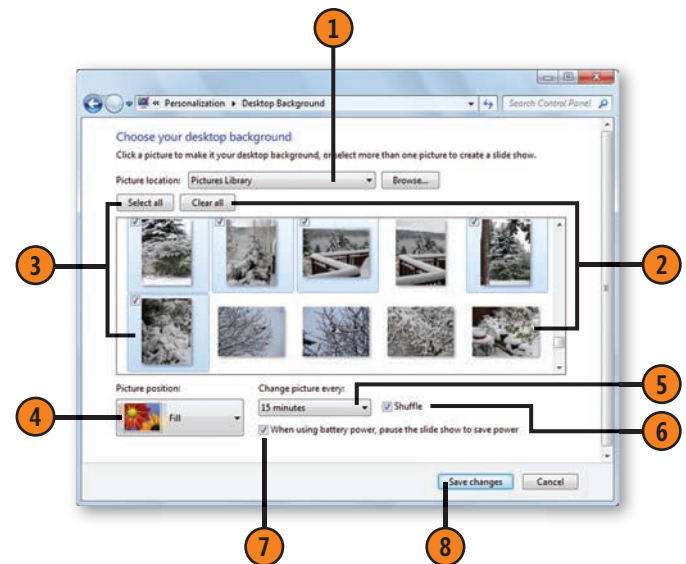 1
« Personalization ▸ Desktop Background
Search Control Panel
Choose your desktop background
Click a picture to make it your desktop background, or select more than one picture to create a slide show.
Picture location: Pictures Library Browse...
Select all Clear all
3
2
Picture position: Change picture every:
5
4
Fill 15 minutes Shuffle
6
When using battery power, pause the slide show to save power
Save changes Cancel
7
8